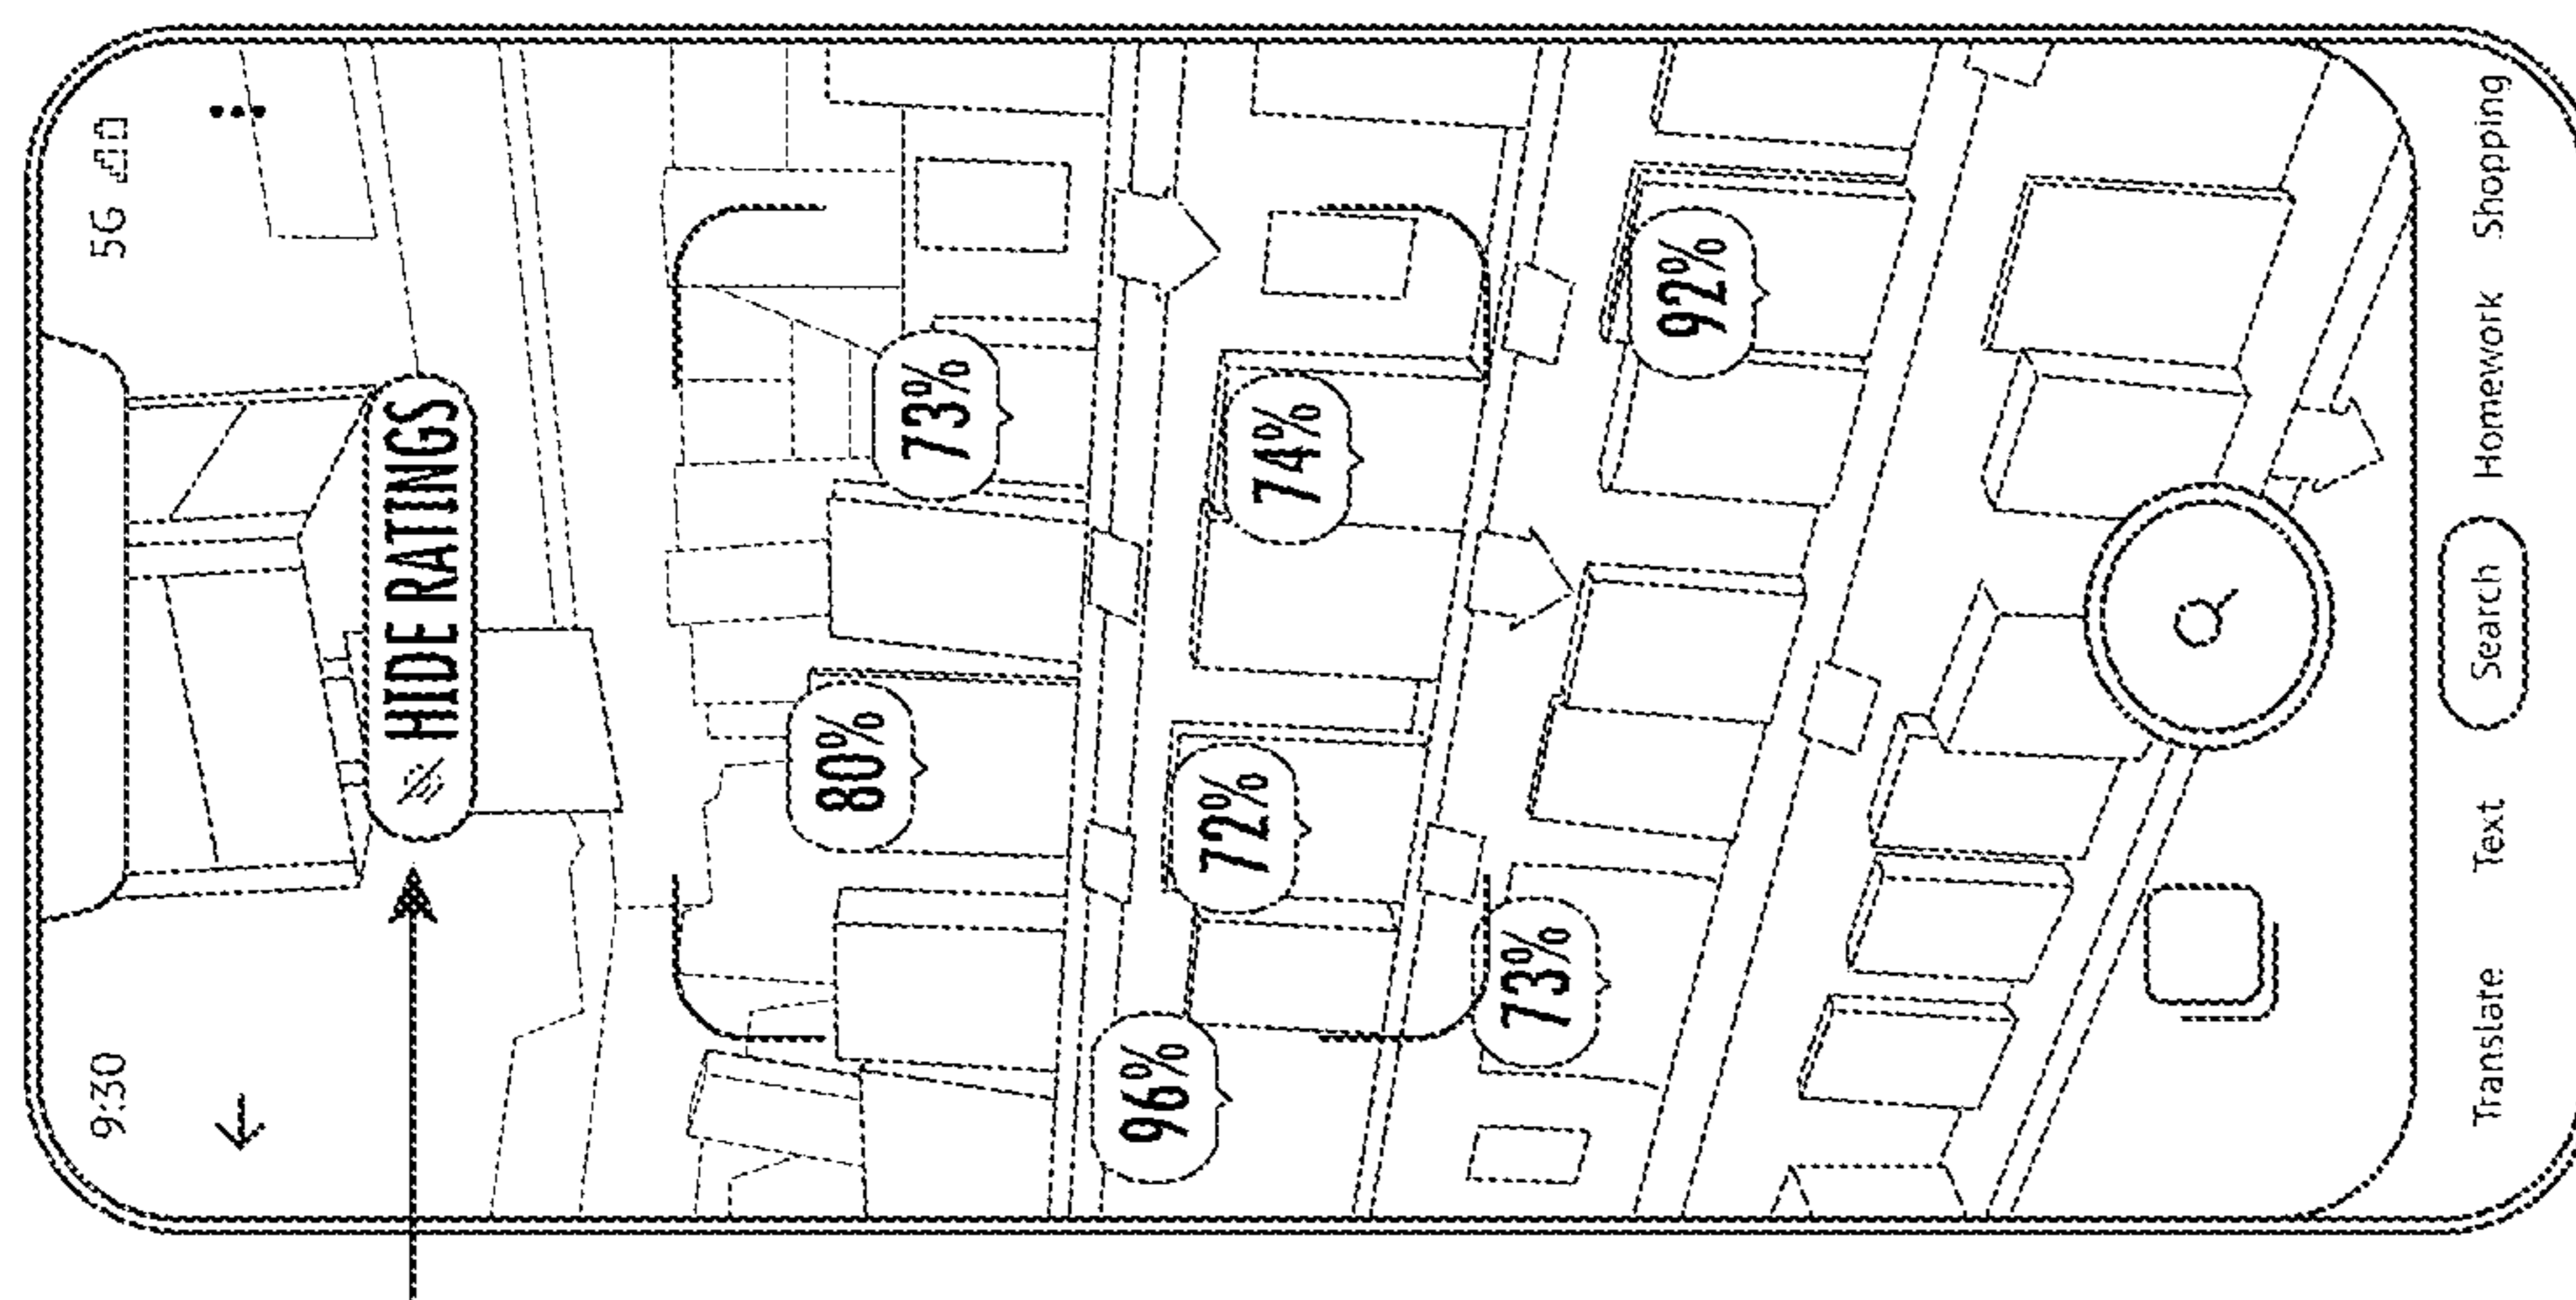 9:30 5G
HIDE RATINGS
80%
73%
96%
72%
74%
73%
92%
Translate Text Search Homework Shopping